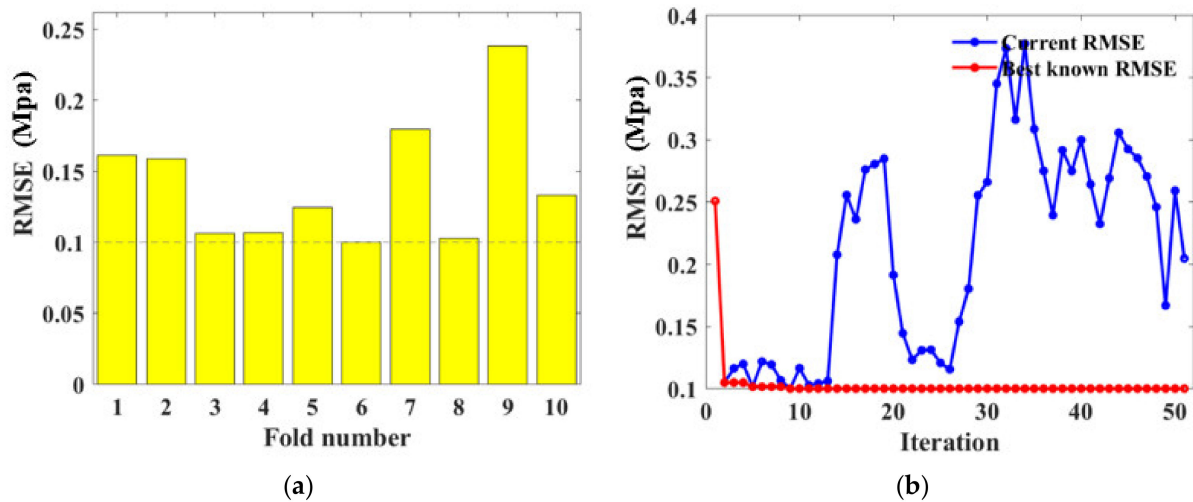 0.25
0.2
0.15
0.1
0.05
0
RMSE (Mpa)
1 2 3 4 5 6 7 8 9 10
Fold number
(a)
0.4
0.35
0.3
0.25
0.2
0.15
0.1
RMSE (Mpa)
Current RMSE
Best known RMSE
0 10 20 30 40 50
Iteration
(b)